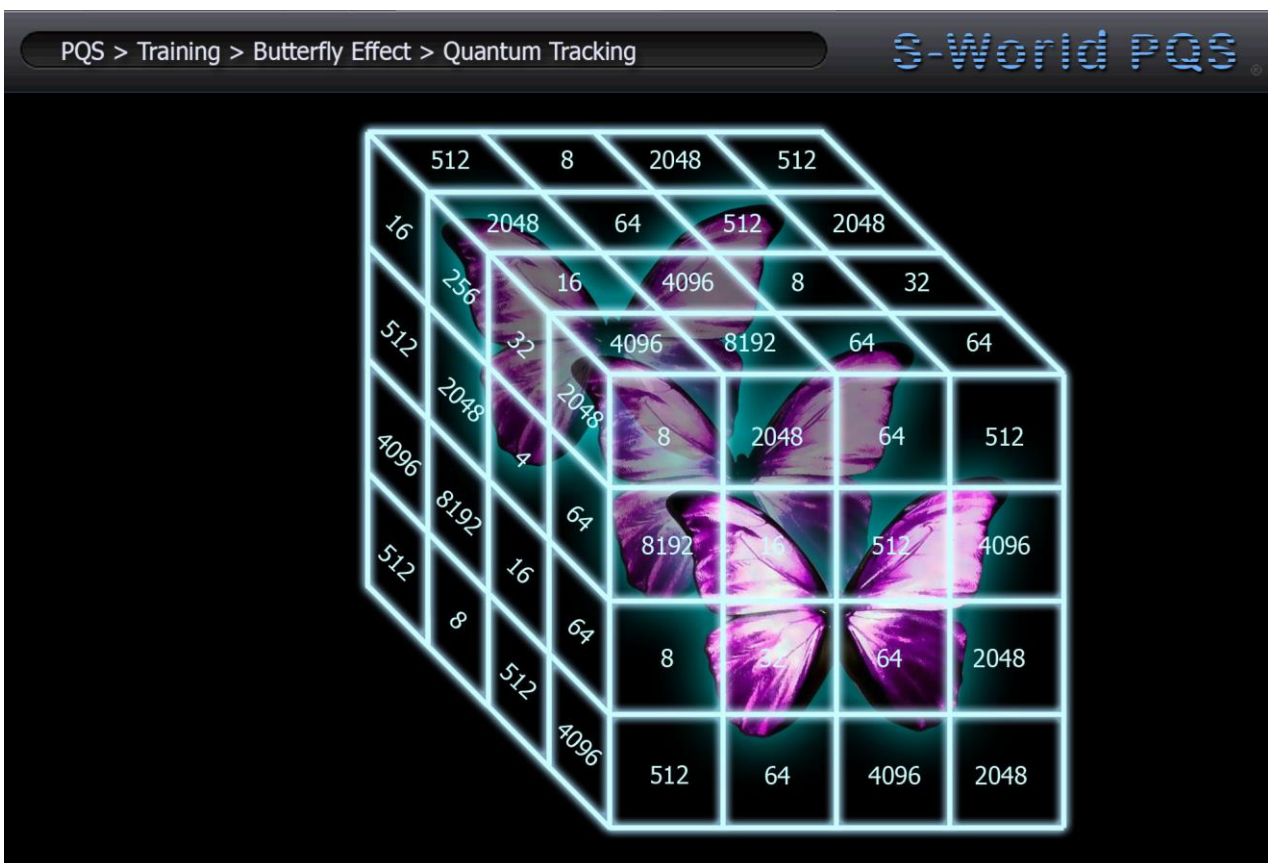 PQS > Training > Butterfly Effect > Quantum Tracking
S-World PQS ®
512 8 2048 512
2048 64 512 2048
16 4096 8 32
4096 8192 64 64
16 256 32 2048
512 2048 4 64
4096 8192 16 64
512 8 512 4096
8 2048 64 512
8192 16 512 4096
8 32 64 2048
512 64 4096 2048